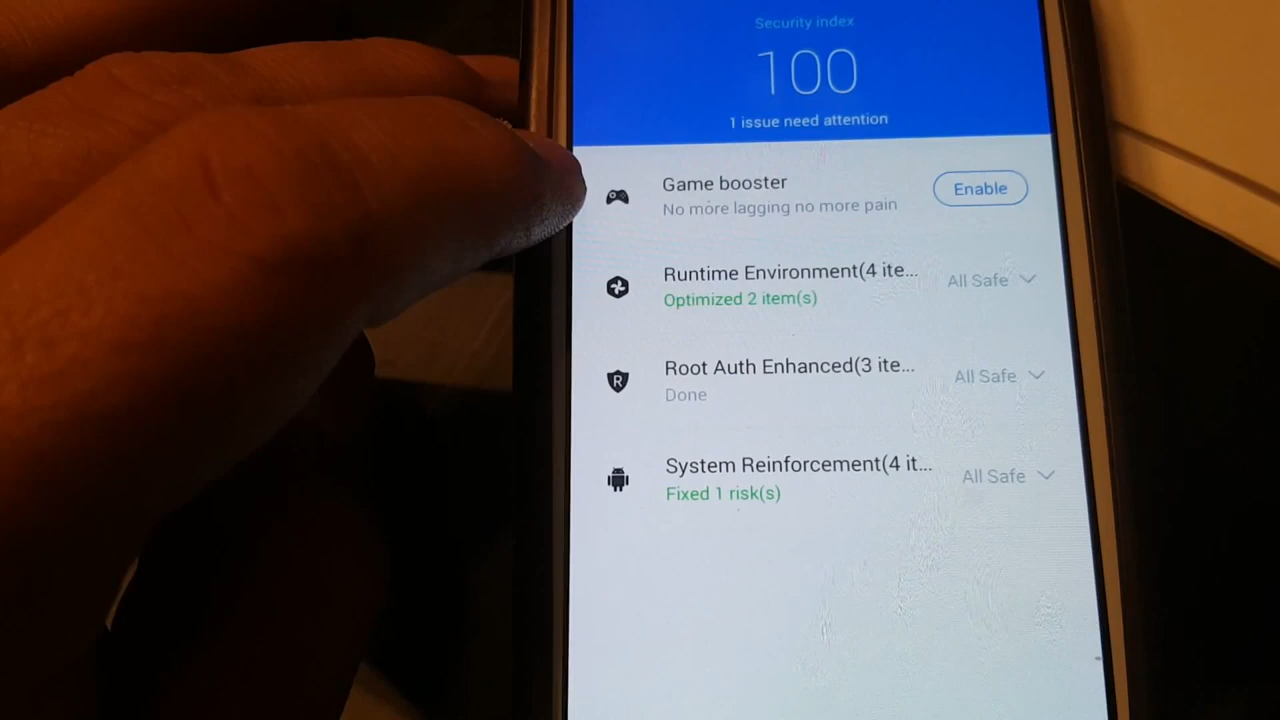 Security index
100
1 issue need attention
Game booster
No more lagging no more pain
Enable
Runtime Environment(4 ite...
Optimized 2 item(s)
All Safe
Root Auth Enhanced(3 ite...
Done
All Safe
R
System Reinforcement(4 it...
Fixed 1 risk(s)
All Safe